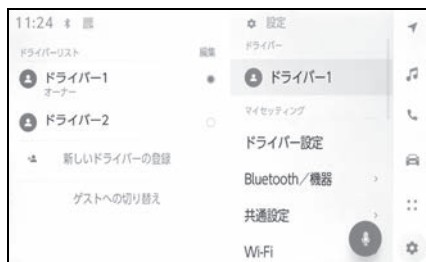 11:24
ドライバーリスト 編集
ドライバー1
オーナー
ドライバー2
新しいドライバーの登録
ゲストへの切り替え
設定
ドライバー
ドライバー1
マイセッティング
ドライバー設定
Bluetooth／機器
共通設定
Wi-Fi